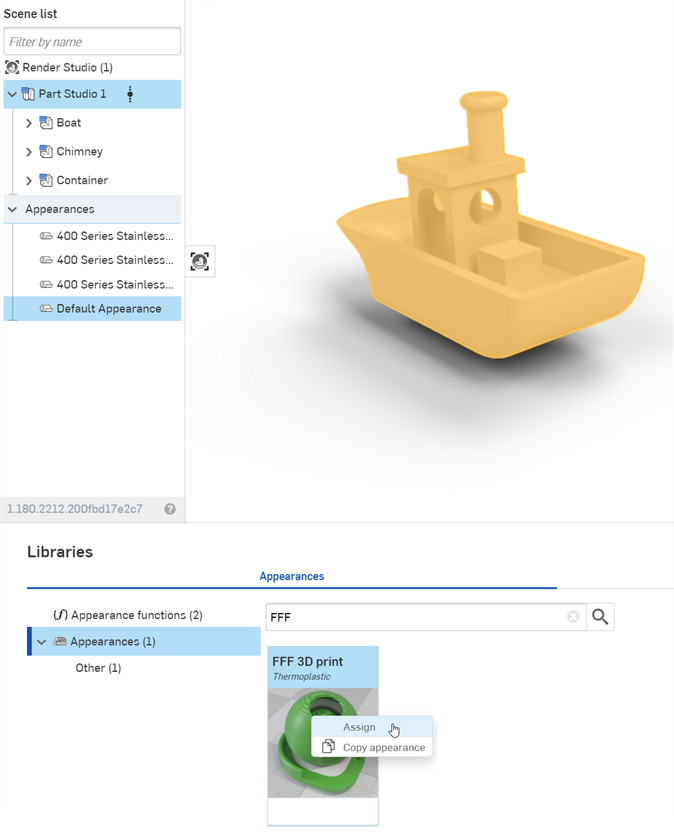 Scene list
Filter by name
Render Studio (1)
Part Studio 1
Boat
Chimney
Container
Appearances
400 Series Stainless...
400 Series Stainless...
400 Series Stainless...
Default Appearance
1.180.2212.200fbd17e2c7
Libraries
Appearances
(ƒ) Appearance functions (2)
FFF
Appearances (1)
Other (1)
FFF 3D print
Thermoplastic
Assign
Copy appearance